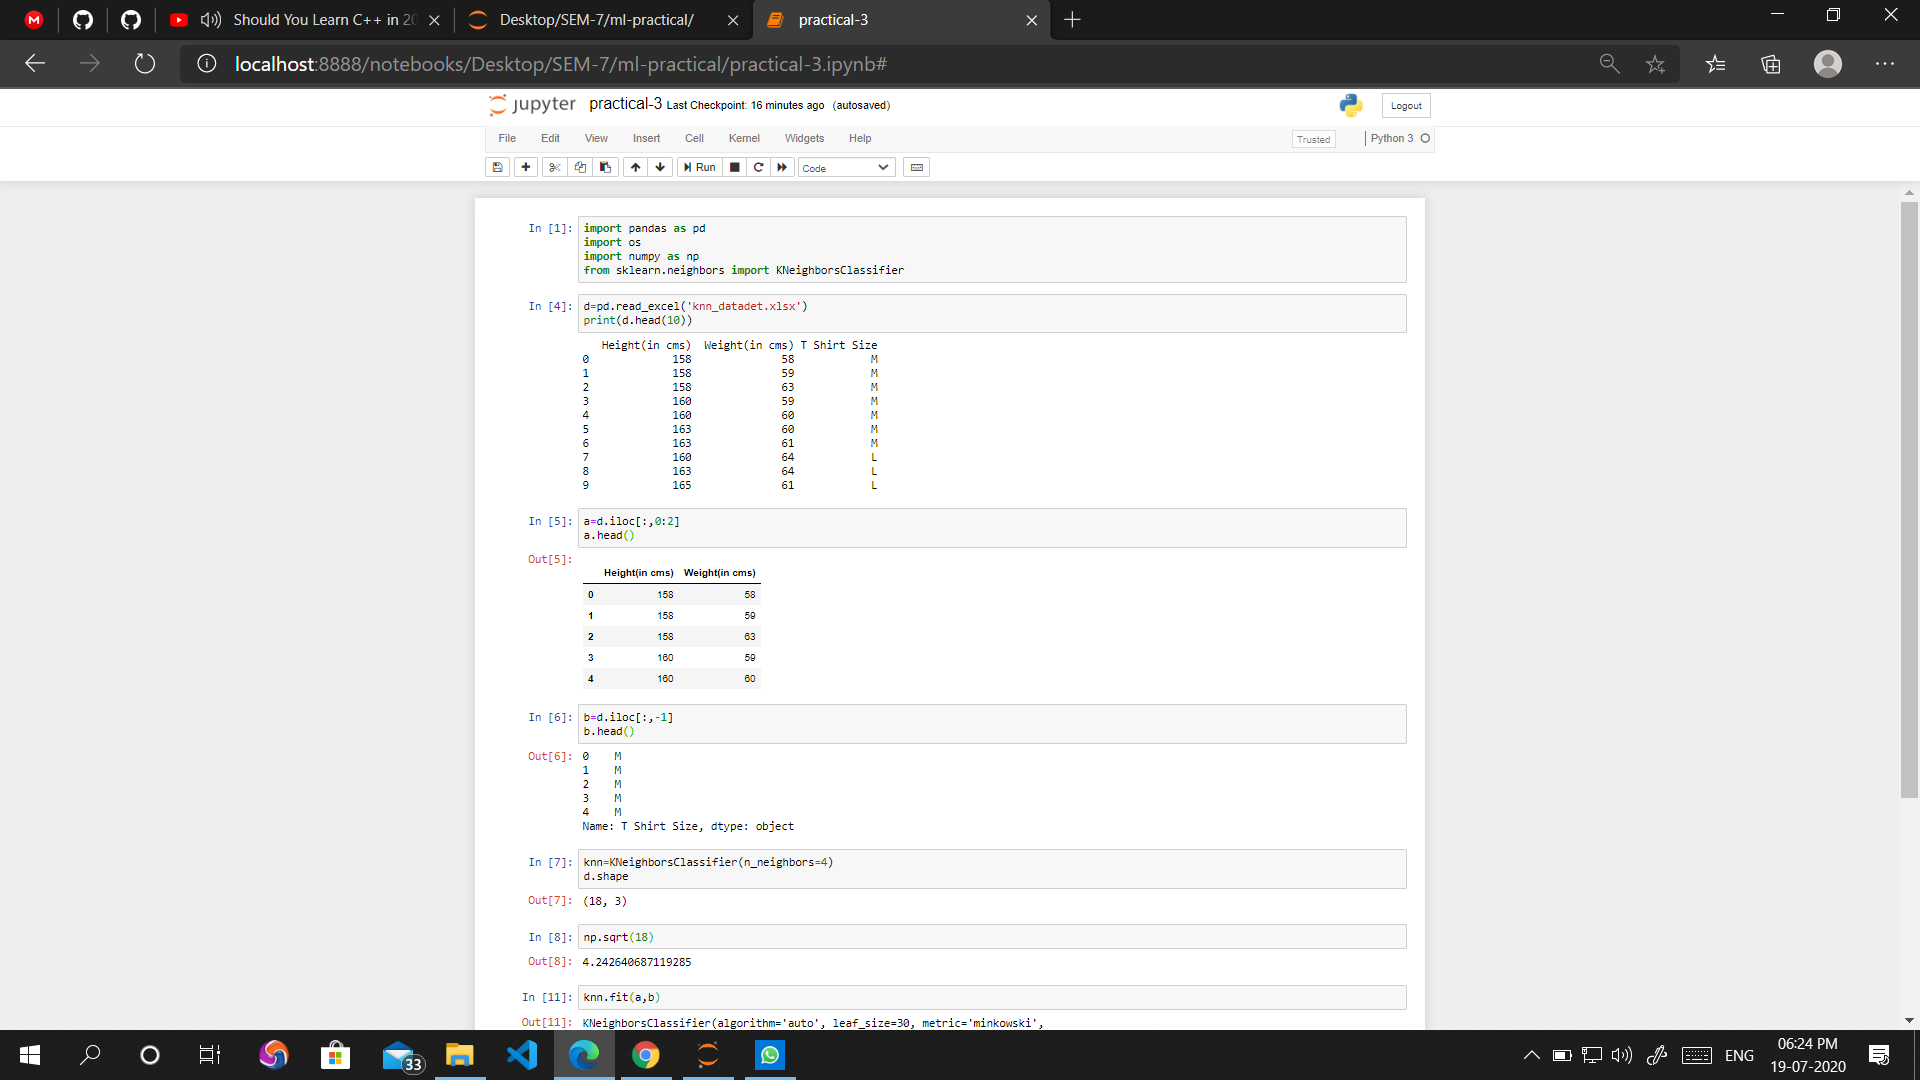 Should You Learn C++ in 20
Desktop/SEM-7/ml-practical/
practical-3
localhost:8888/notebooks/Desktop/SEM-7/ml-practical/practical-3.ipynb#
jupyter practical-3 Last Checkpoint: 16 minutes ago (autosaved)
Logout
File Edit View Insert Cell Kernel Widgets Help
Trusted
Python 3
Run
Code
In [1]: import pandas as pd
import os
import numpy as np
from sklearn.neighbors import KNeighborsClassifier
In [4]: d=pd.read_excel('knn_datadet.xlsx')
print(d.head(10))
Height(in cms) Weight(in cms) T Shirt Size
0 158 58 M
1 158 59 M
2 158 63 M
3 160 59 M
4 160 60 M
5 163 60 M
6 163 61 M
7 160 64 L
8 163 64 L
9 165 61 L
In [5]: a=d.iloc[:,0:2]
a.head()
Out[5]:
Height(in cms) Weight(in cms)
0 158 58
1 158 59
2 158 63
3 160 59
4 160 60
In [6]: b=d.iloc[:,-1]
b.head()
Out[6]: 0 M
1 M
2 M
3 M
4 M
Name: T Shirt Size, dtype: object
In [7]: knn=KNeighborsClassifier(n_neighbors=4)
d.shape
Out[7]: (18, 3)
In [8]: np.sqrt(18)
Out[8]: 4.242640687119285
In [11]: knn.fit(a,b)
Out[11]: KNeighborsClassifier(algorithm='auto', leaf_size=30, metric='minkowski',
33
ENG
06:24 PM
19-07-2020